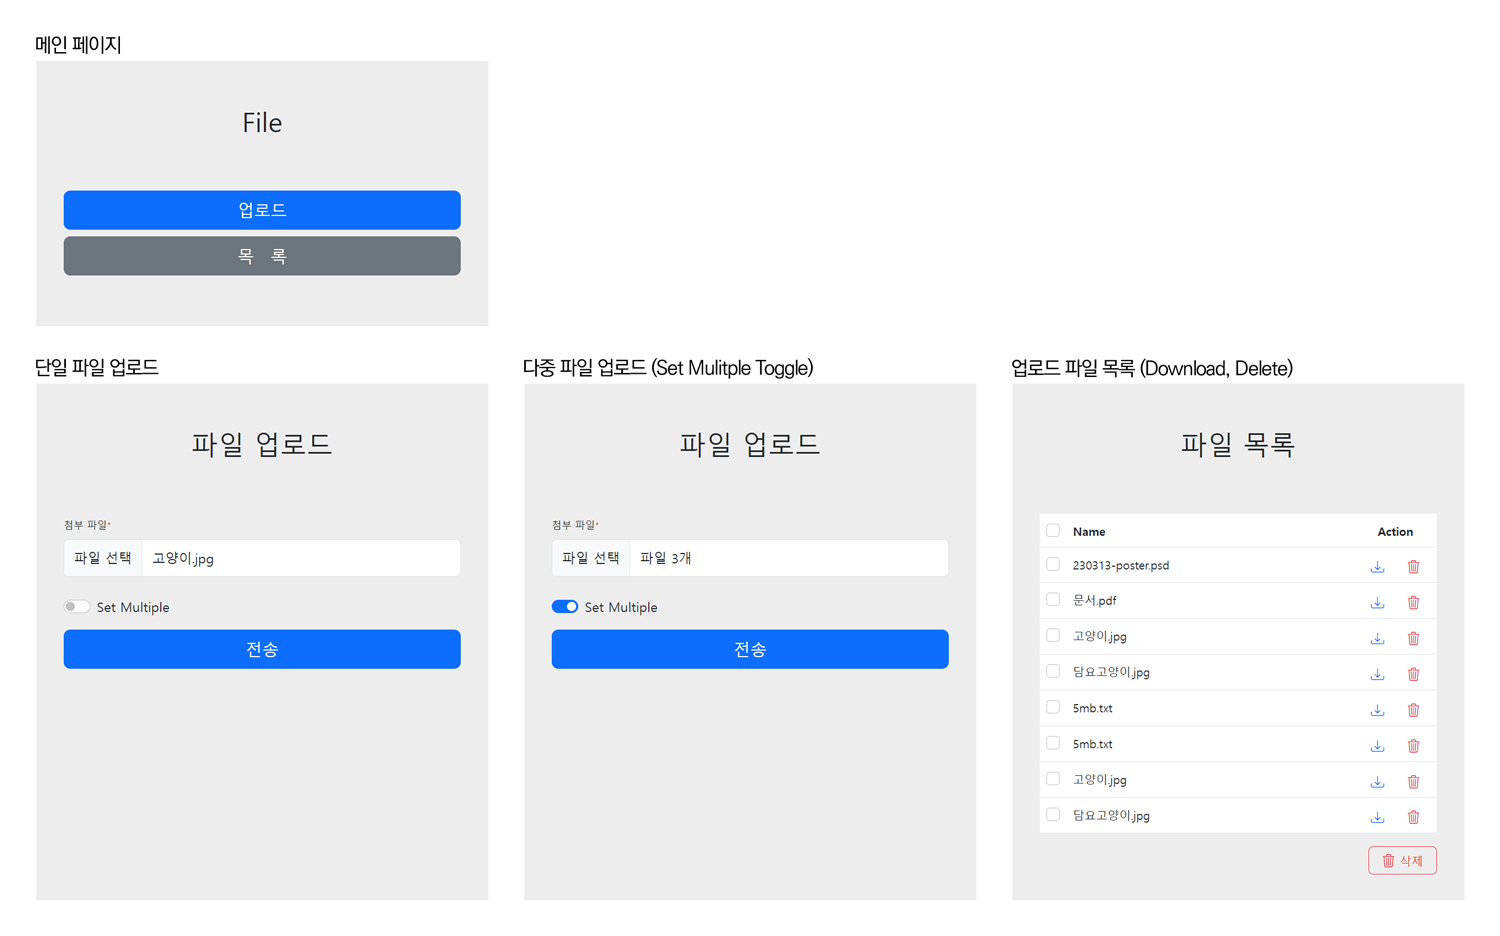 메인 페이지
File
업로드
목 록
단일 파일 업로드
파일 업로드
첨부 파일*
파일 선택 고양이.jpg
Set Multiple
전송
다중 파일 업로드 (Set Mulitple Toggle)
파일 업로드
첨부 파일*
파일 선택 파일 3개
Set Multiple
전송
업로드 파일 목록 (Download, Delete)
파일 목록
Name Action
230313-poster.psd
문서.pdf
고양이.jpg
담요고양이.jpg
5mb.txt
5mb.txt
고양이.jpg
담요고양이.jpg
삭제